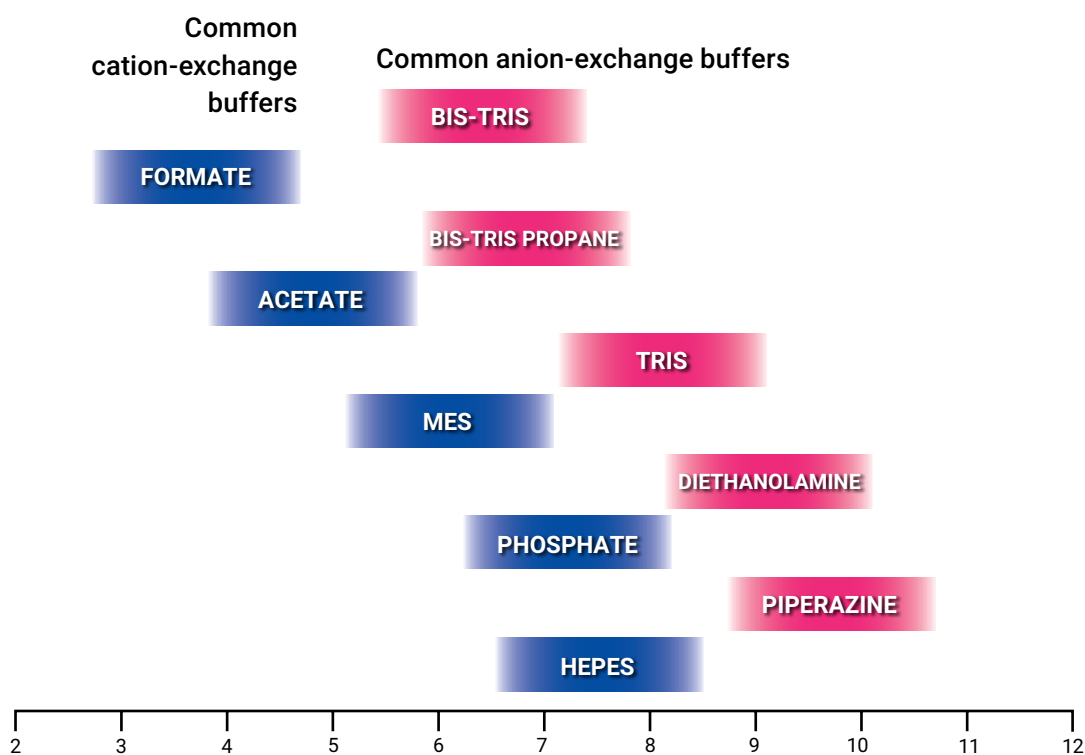 Common
cation-exchange
buffers
Common anion-exchange buffers
BIS-TRIS
FORMATE
BIS-TRIS PROPANE
ACETATE
TRIS
MES
DIETHANOLAMINE
PHOSPHATE
PIPERAZINE
HEPES
2 3 4 5 6 7 8 9 10 11 12